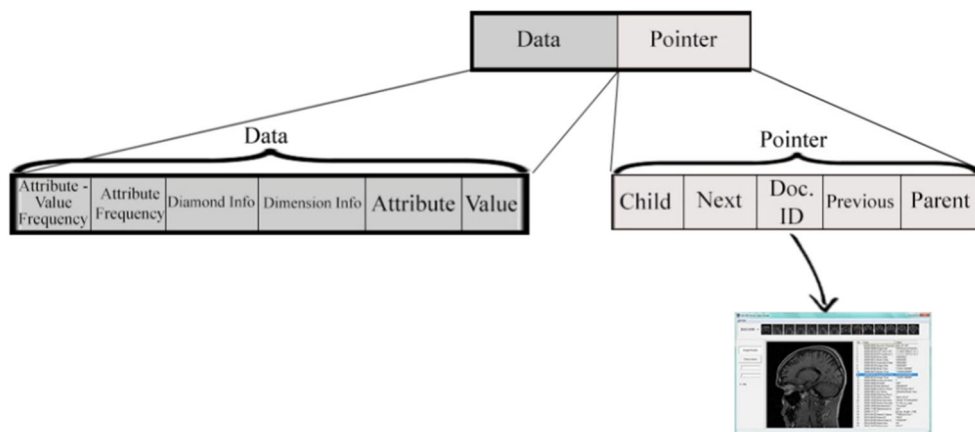 Data
Pointer
Data
Pointer
Attribute -
Value
Frequency
Attribute
Frequency
Diamond Info
Dimension Info
Attribute
Value
Child
Next
Doc.
ID
Previous
Parent